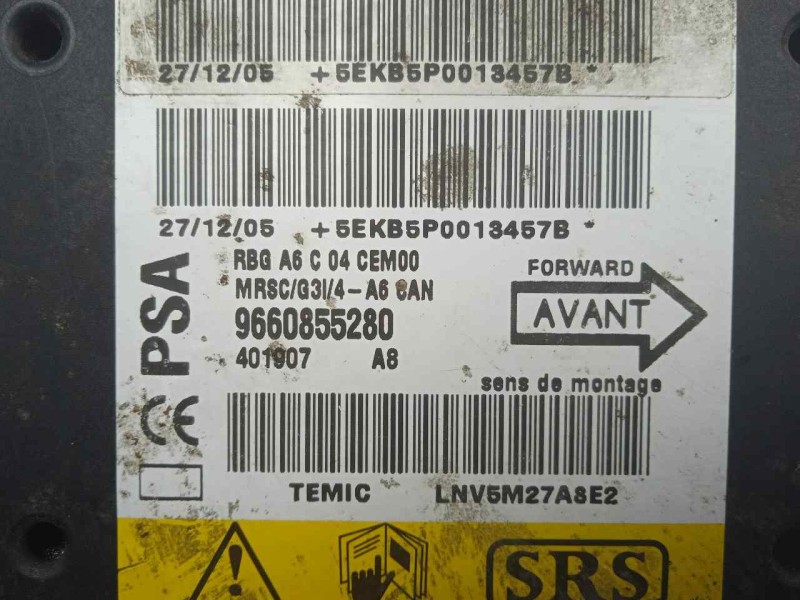 27/12/05 +5EKB5P0013457B *
27/12/05 +5EKB5P0013457B *
PSA
RBG A6 C 04 CEM00
MRSC/G3I/4-A6 CAN
9660855280
401907 A8
FORWARD
AVANT
sens de montage
CE
TEMIC LNV5M27A8E2
SRS